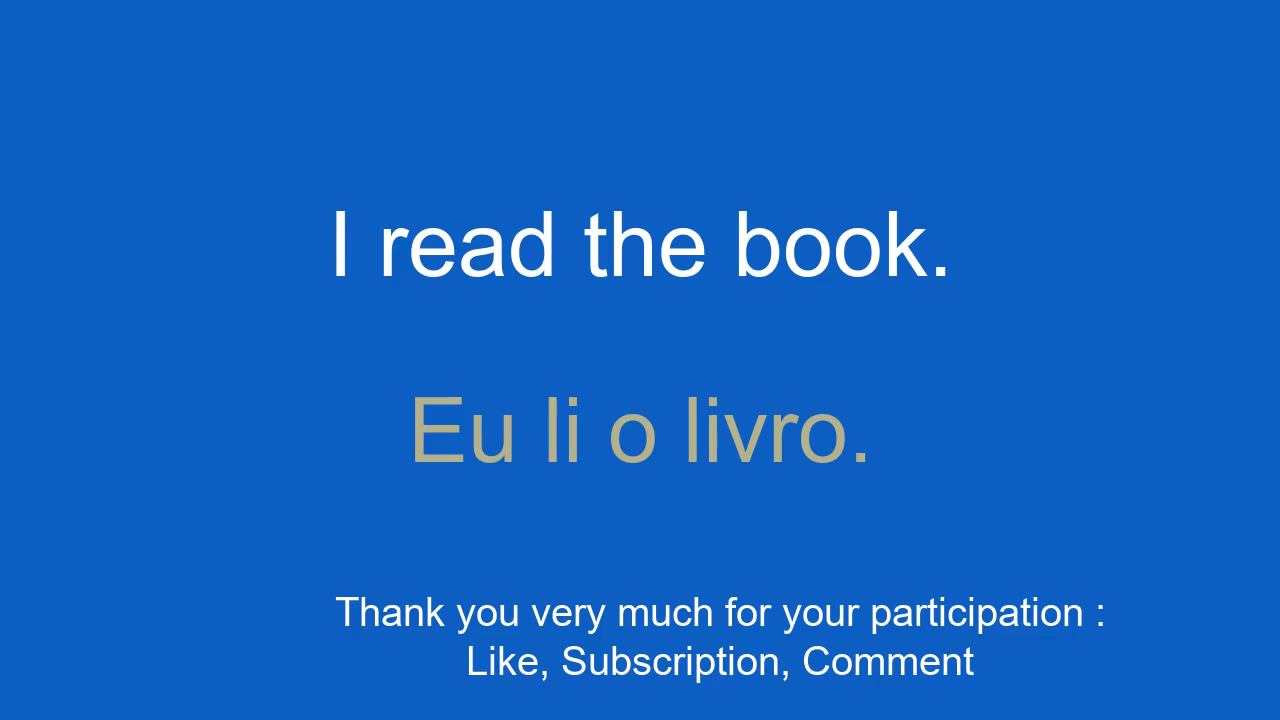 I read the book.
Eu li o livro.
Thank you very much for your participation :
Like, Subscription, Comment